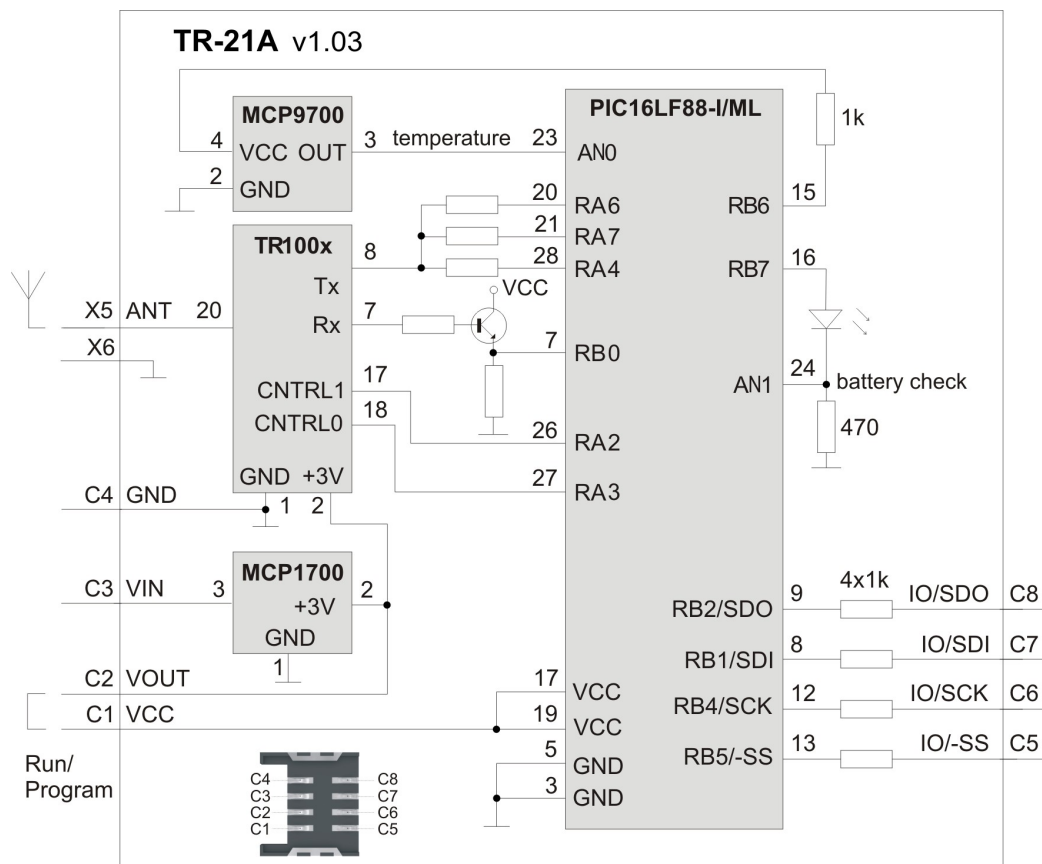 TR-21A v1.03
MCP9700
4 VCC OUT 3 temperature
2 GND
TR100x
8 Tx
X5 ANT 20
X6
Rx 7
VCC
CNTRL1 17
CNTRL0 18
GND +3V
C4 GND 1 2
MCP1700
C3 VIN 3 +3V 2
GND
1
C2 VOUT
C1 VCC
Run/
Program
PIC16LF88-I/ML
23 AN0
20 RA6
21 RA7
28 RA4
7 RB0
26 RA2
27 RA3
17 VCC
19 VCC
5 GND
3 GND
1k
RB6 15
RB7 16
AN1 24 battery check
470
4x1k
RB2/SDO 9 IO/SDO C8
RB1/SDI 8 IO/SDI C7
RB4/SCK 12 IO/SCK C6
RB5/-SS 13 IO/-SS C5
C4 C8
C3 C7
C2 C6
C1 C5